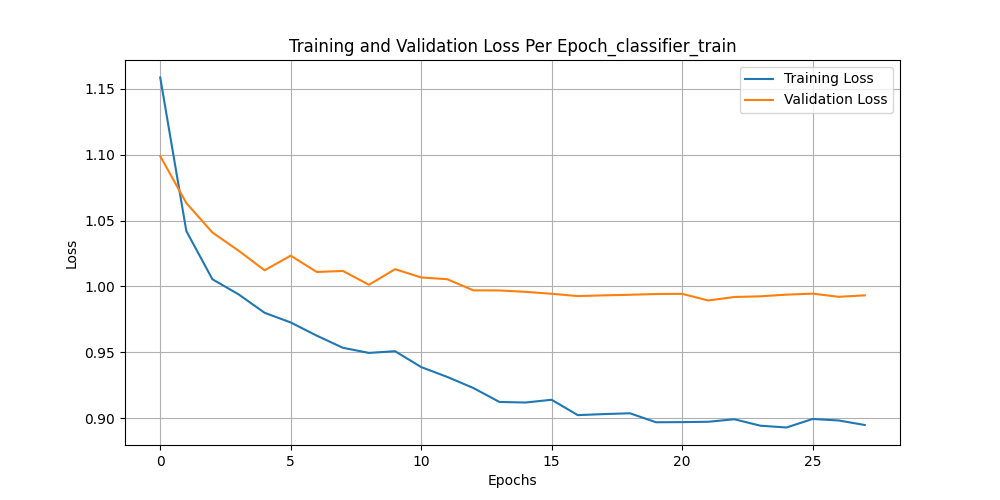 Training and Validation Loss Per Epoch_classifier_train
Training Loss
Validation Loss
1.15
1.10
1.05
1.00
0.95
0.90
Loss
0 5 10 15 20 25
Epochs